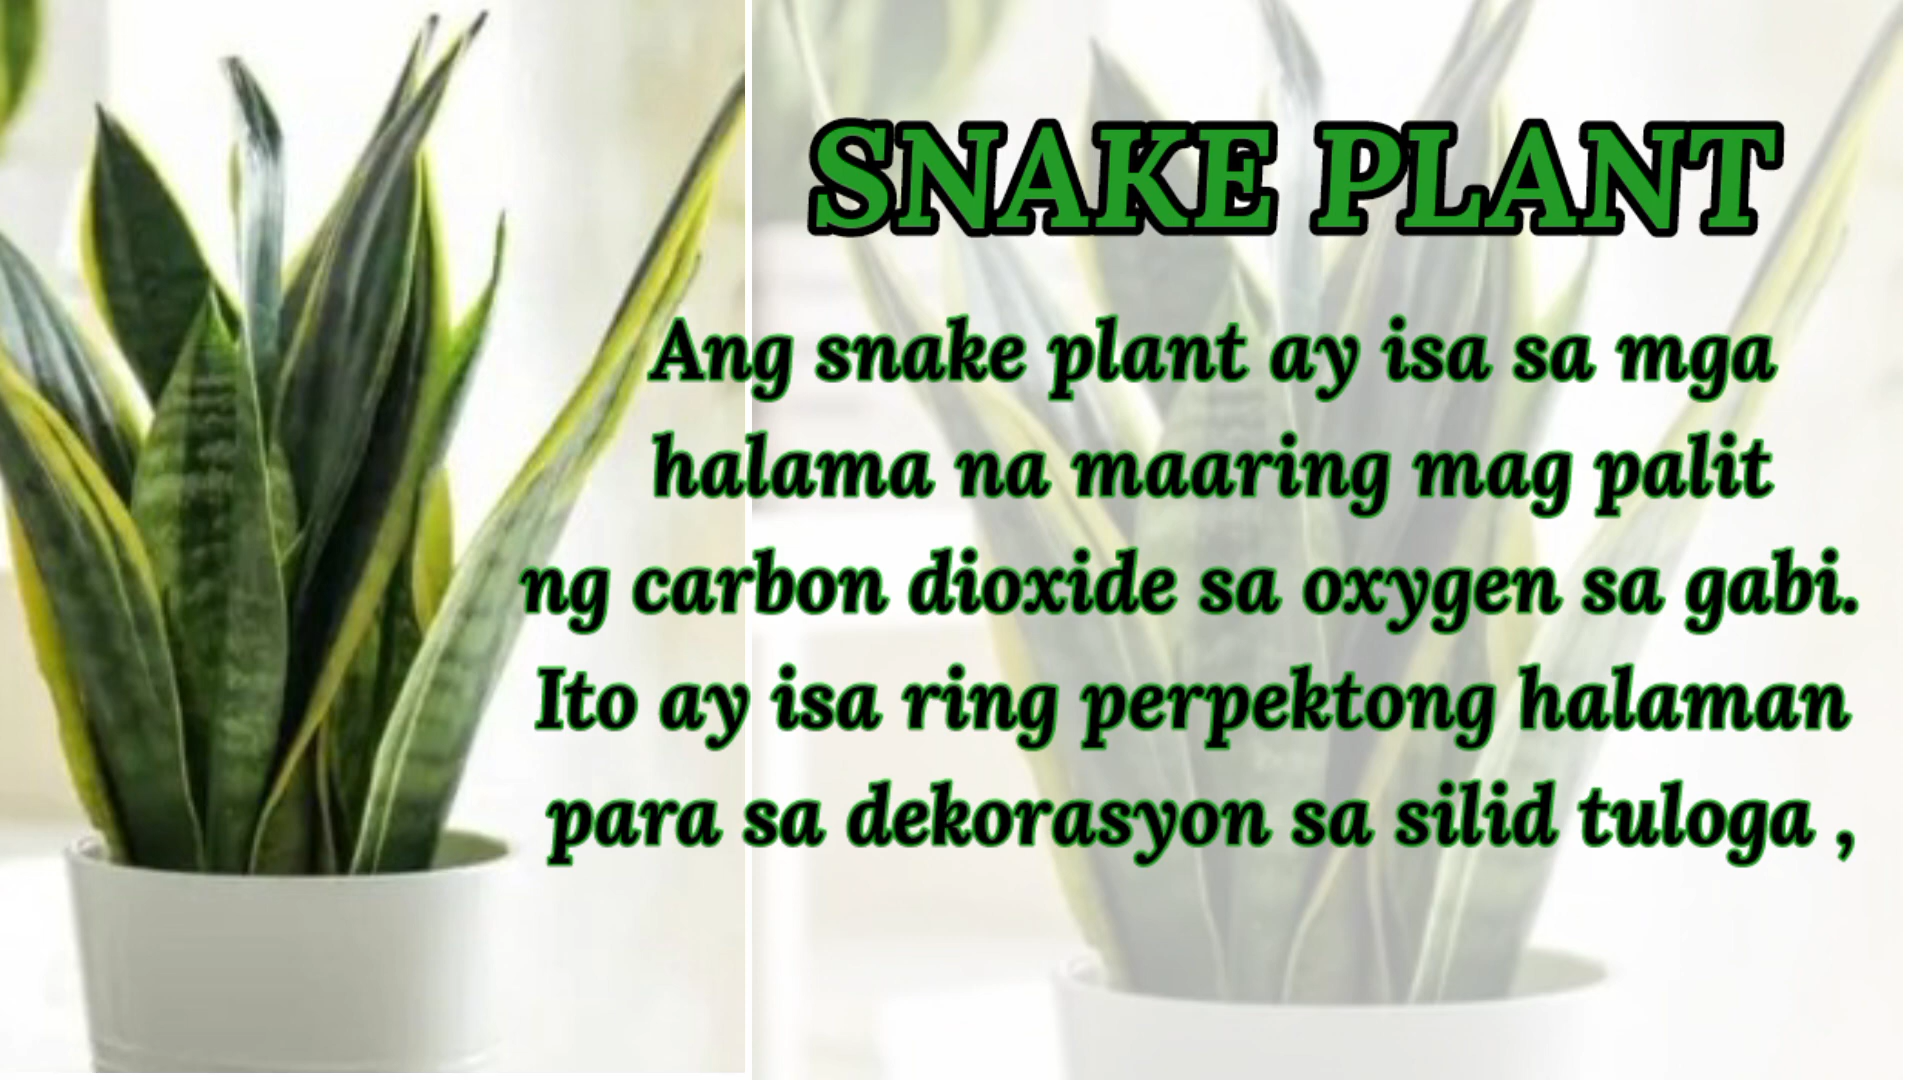 SNAKE PLANT
Ang snake plant ay isa sa mga
halama na maaring mag palit
ng carbon dioxide sa oxygen sa gabi.
Ito ay isa ring perpektong halaman
para sa dekorasyon sa silid tuloga ,